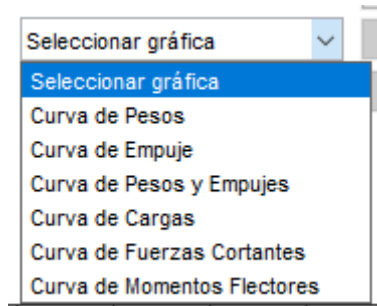 Seleccionar gráfica
Seleccionar gráfica
Curva de Pesos
Curva de Empuje
Curva de Pesos y Empujes
Curva de Cargas
Curva de Fuerzas Cortantes
Curva de Momentos Flectores